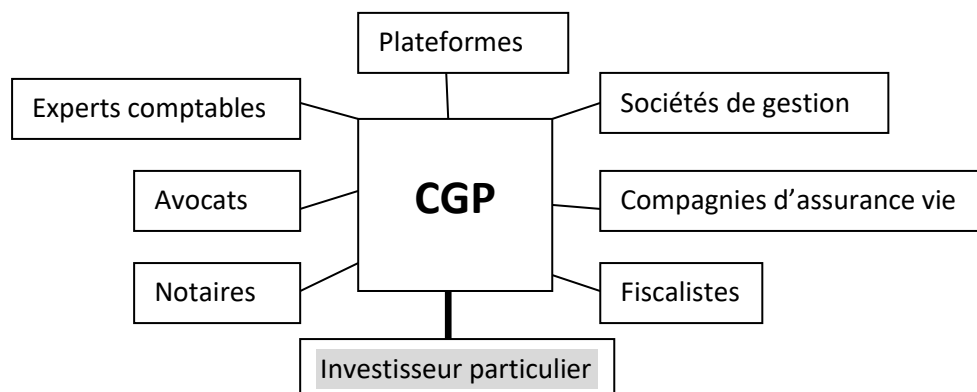 Plateformes
Experts comptables
Sociétés de gestion
CGP
Avocats
Compagnies d’assurance vie
Notaires
Fiscalistes
Investisseur particulier